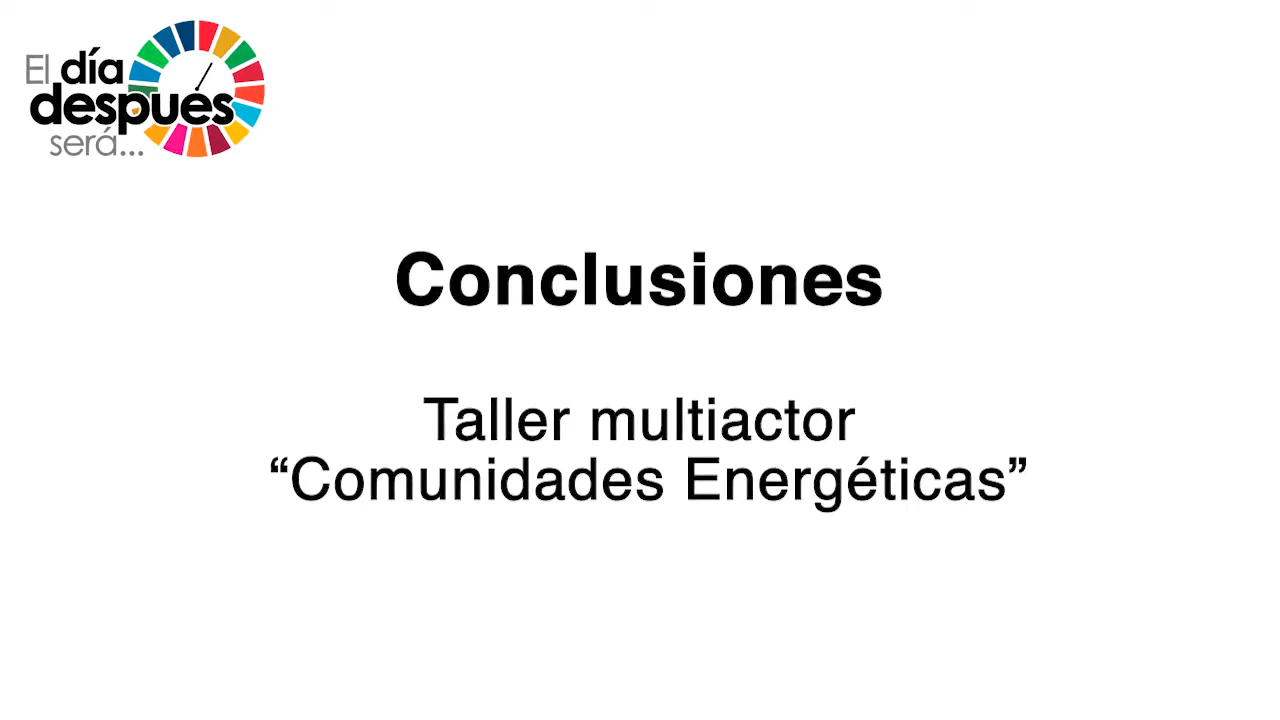 El día
después
será...
Conclusiones
Taller multiactor
“Comunidades Energéticas”